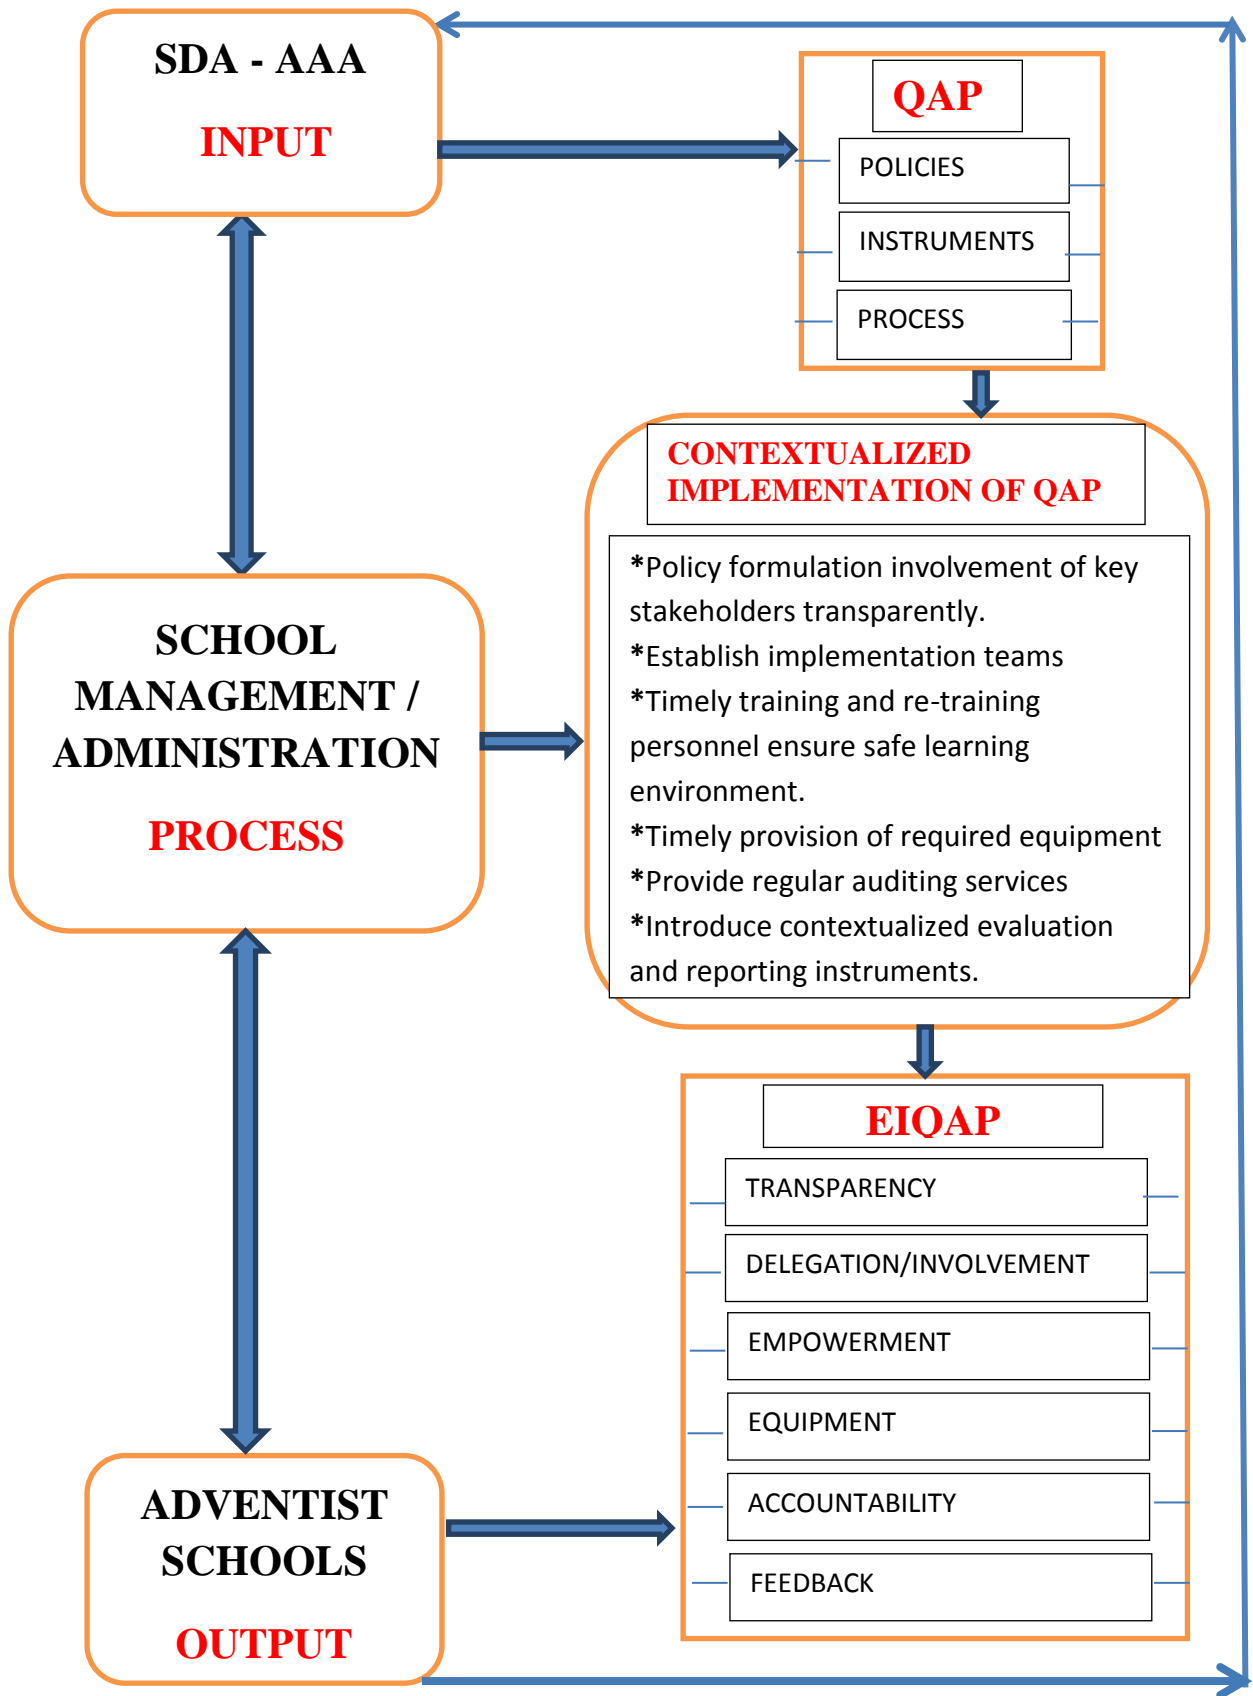 SDA - AAA
INPUT
QAP
POLICIES
INSTRUMENTS
PROCESS
SCHOOL
MANAGEMENT /
ADMINISTRATION
PROCESS
CONTEXTUALIZED
IMPLEMENTATION OF QAP
*Policy formulation involvement of key
stakeholders transparently.
*Establish implementation teams
*Timely training and re-training
personnel ensure safe learning
environment.
*Timely provision of required equipment
*Provide regular auditing services
*Introduce contextualized evaluation
and reporting instruments.
ADVENTIST
SCHOOLS
OUTPUT
EIQAP
TRANSPARENCY
DELEGATION/INVOLVEMENT
EMPOWERMENT
EQUIPMENT
ACCOUNTABILITY
FEEDBACK